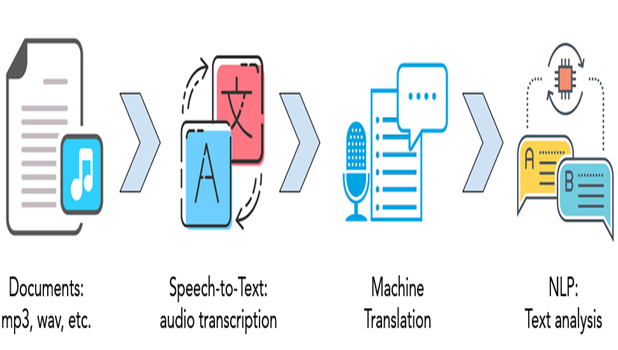 文
A
A
B
Documents:
mp3, wav, etc.
Speech-to-Text:
audio transcription
Machine
Translation
NLP:
Text analysis